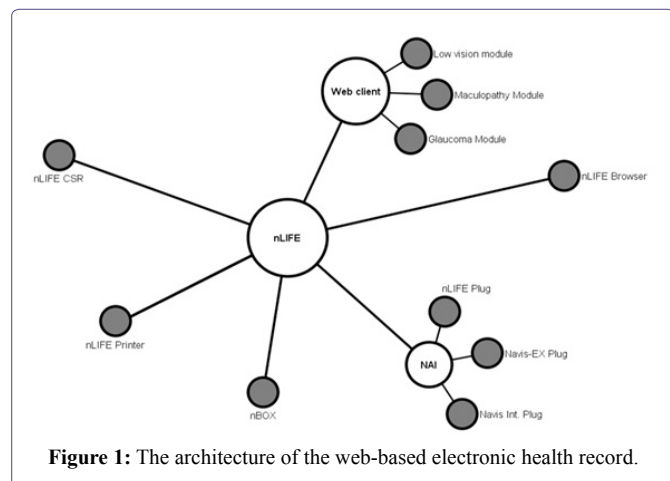 Low vision module
Web client
Maculopathy Module
Glaucoma Module
nLIFE CSR
nLIFE Browser
nLIFE
nLIFE Plug
nLIFE Printer
NAI
Navis-EX Plug
nBOX
Navis Int. Plug
Figure 1: The architecture of the web-based electronic health record.